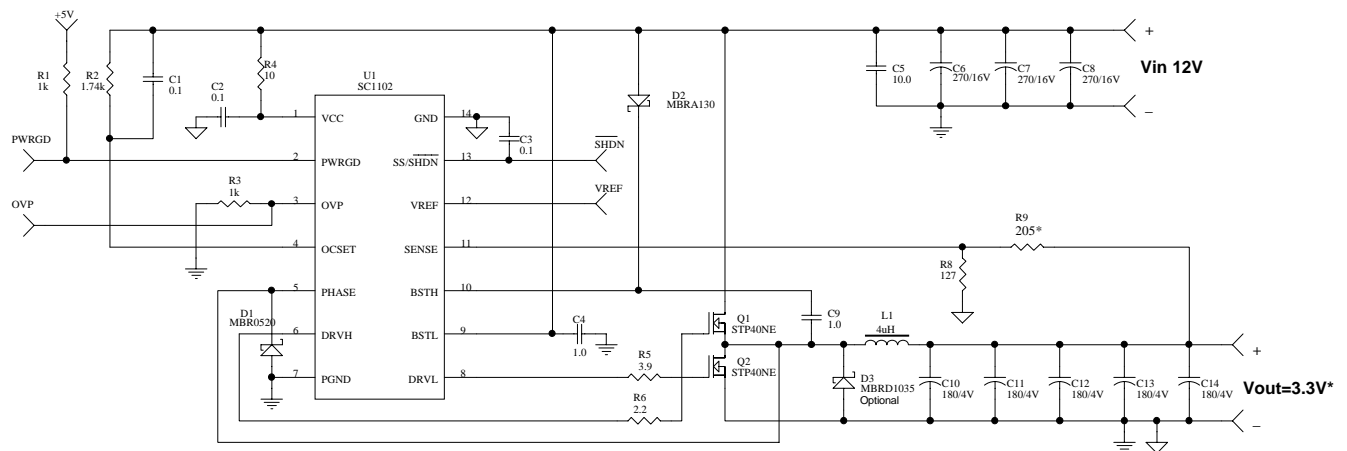 +5V
R1
1k
R2
1.74k
C1
0.1
R4
10
C2
0.1
U1
SC1102
1
VCC
GND
14
PWRGD
2
PWRGD
SS/SHDN
13
C3
0.1
SHDN
OVP
R3
1k
3
OVP
VREF
12
VREF
4
OCSET
SENSE
11
5
PHASE
BSTH
10
D1
MBR0520
6
DRVH
BSTL
9
7
PGND
DRVL
8
C4
1.0
R5
3.9
R6
2.2
D2
MBRA130
Q1
STP40NE
Q2
STP40NE
C5
10.0
C6
270/16V
C7
270/16V
C8
270/16V
+
Vin 12V
_
R9
205*
R8
127
C9
1.0
L1
4uH
D3
MBRD1035
Optional
C10
180/4V
C11
180/4V
C12
180/4V
C13
180/4V
C14
180/4V
+
Vout=3.3V*
_